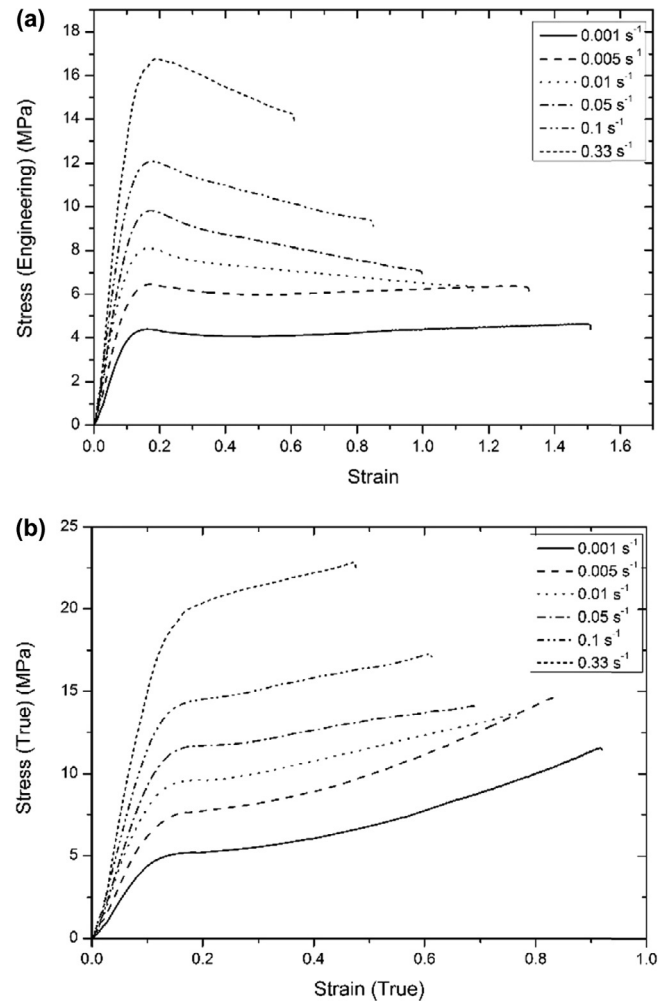 (a)
18
16
14
12
10
8
6
4
2
0
0.0 0.2 0.4 0.6 0.8 1.0 1.2 1.4 1.6
Stress (Engineering) (MPa)
Strain
0.001 s⁻¹
0.005 s⁻¹
0.01 s⁻¹
0.05 s⁻¹
0.1 s⁻¹
0.33 s⁻¹
(b)
25
20
15
10
5
0
0.0 0.2 0.4 0.6 0.8 1.0
Stress (True) (MPa)
Strain (True)
0.001 s⁻¹
0.005 s⁻¹
0.01 s⁻¹
0.05 s⁻¹
0.1 s⁻¹
0.33 s⁻¹